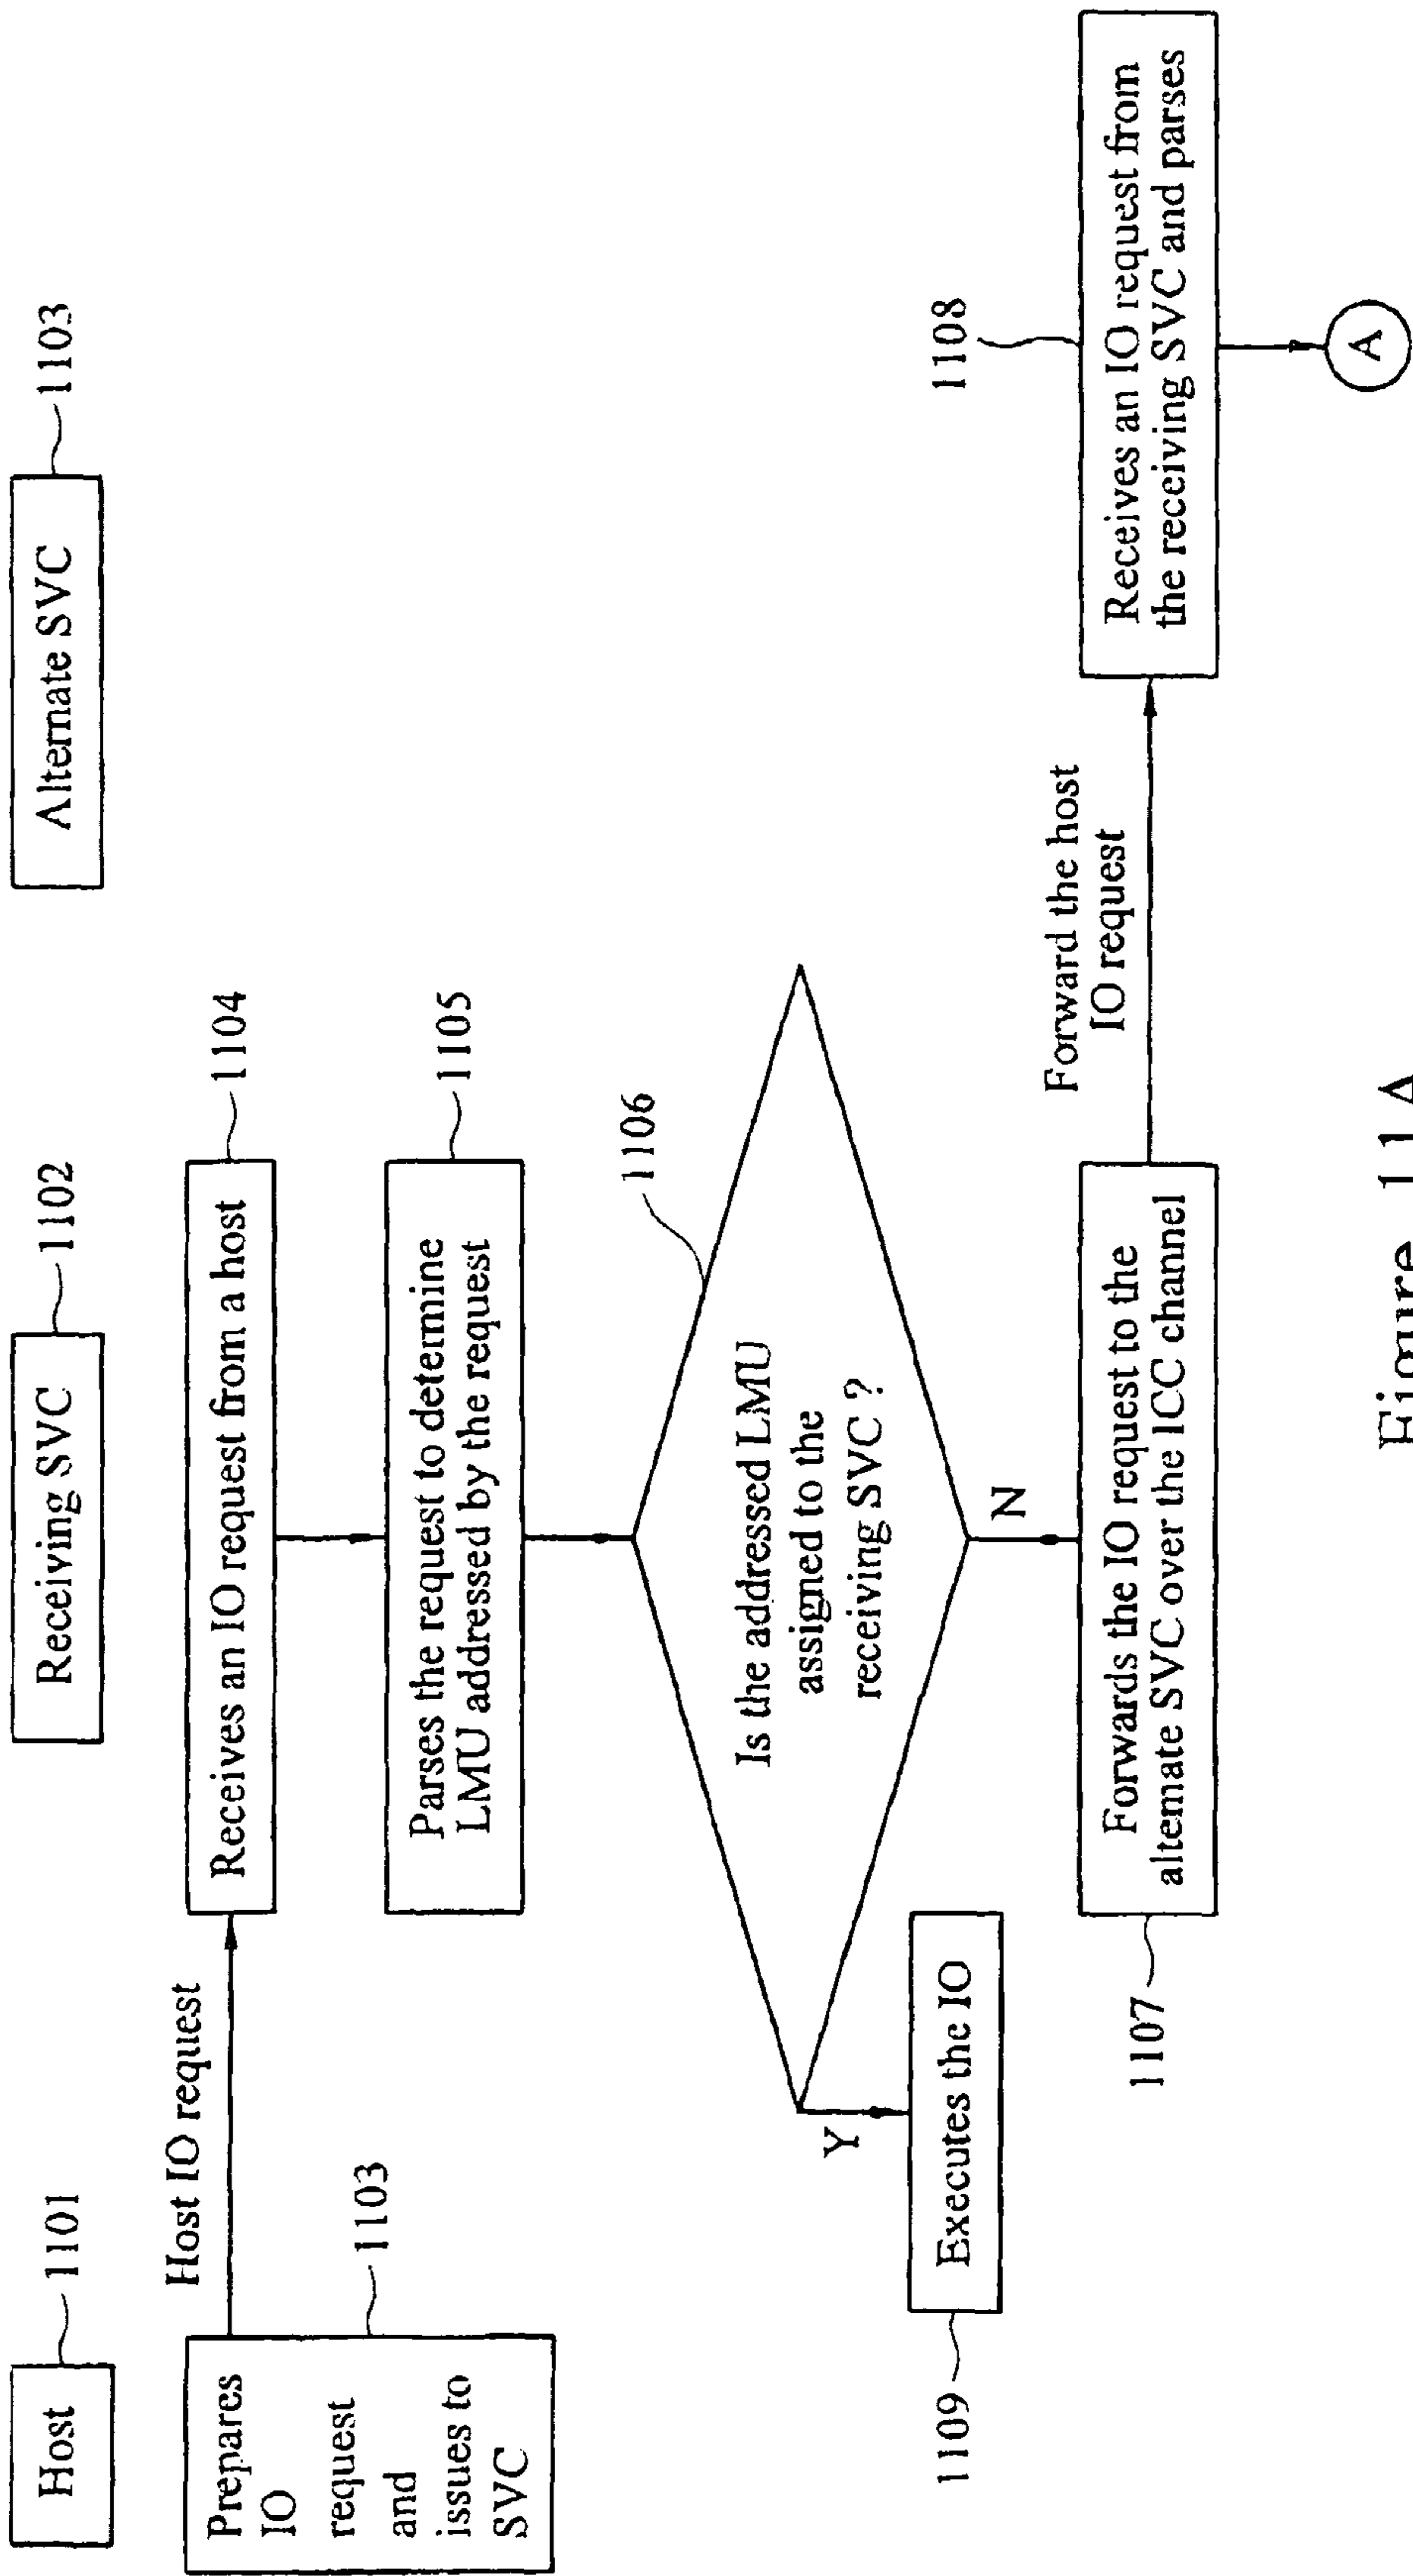 Host
1101
Receiving SVC
1102
Alternate SVC
1103
Prepares
IO
request
and
issues to
SVC
1103
Host IO request
Receives an IO request from a host
1104
Parses the request to determine
LMU addressed by the request
1105
Is the addressed LMU
assigned to the
receiving SVC ?
1106
Y
Executes the IO
1109
N
Forwards the IO request to the
alternate SVC over the ICC channel
1107
Forward the host
IO request
Receives an IO request from
the receiving SVC and parses
1108
A
Figure 11A